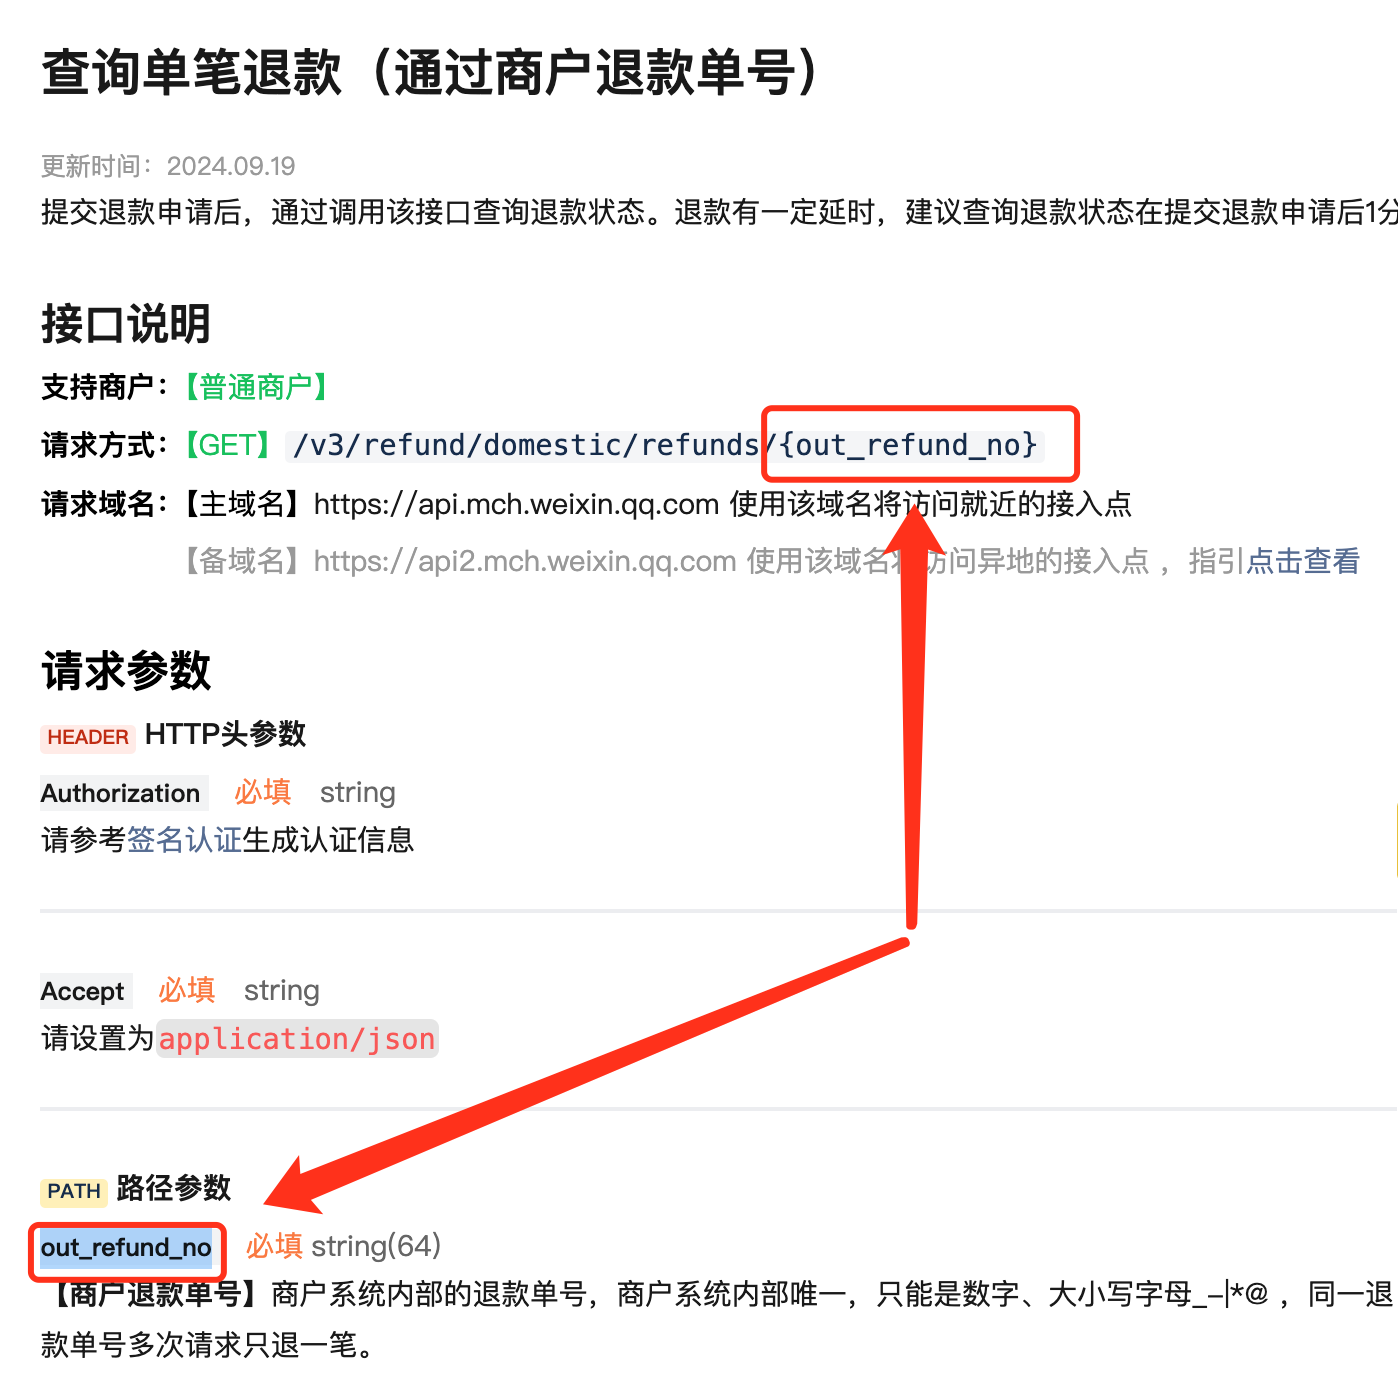 查询单笔退款（通过商户退款单号）
更新时间：2024.09.19
提交退款申请后，通过调用该接口查询退款状态。退款有一定延时，建议查询退款状态在提交退款申请后1分
接口说明
支持商户：【普通商户】
请求方式：【GET】/v3/refund/domestic/refunds/{out_refund_no}
请求域名：【主域名】https://api.mch.weixin.qq.com 使用该域名将访问就近的接入点
【备域名】https://api2.mch.weixin.qq.com 使用该域名将访问异地的接入点 ，指引点击查看
请求参数
HEADER HTTP头参数
Authorization 必填 string
请参考签名认证生成认证信息
Accept 必填 string
请设置为application/json
PATH 路径参数
out_refund_no 必填 string(64)
【商户退款单号】商户系统内部的退款单号，商户系统内部唯一，只能是数字、大小写字母_-|*@ ，同一退
款单号多次请求只退一笔。